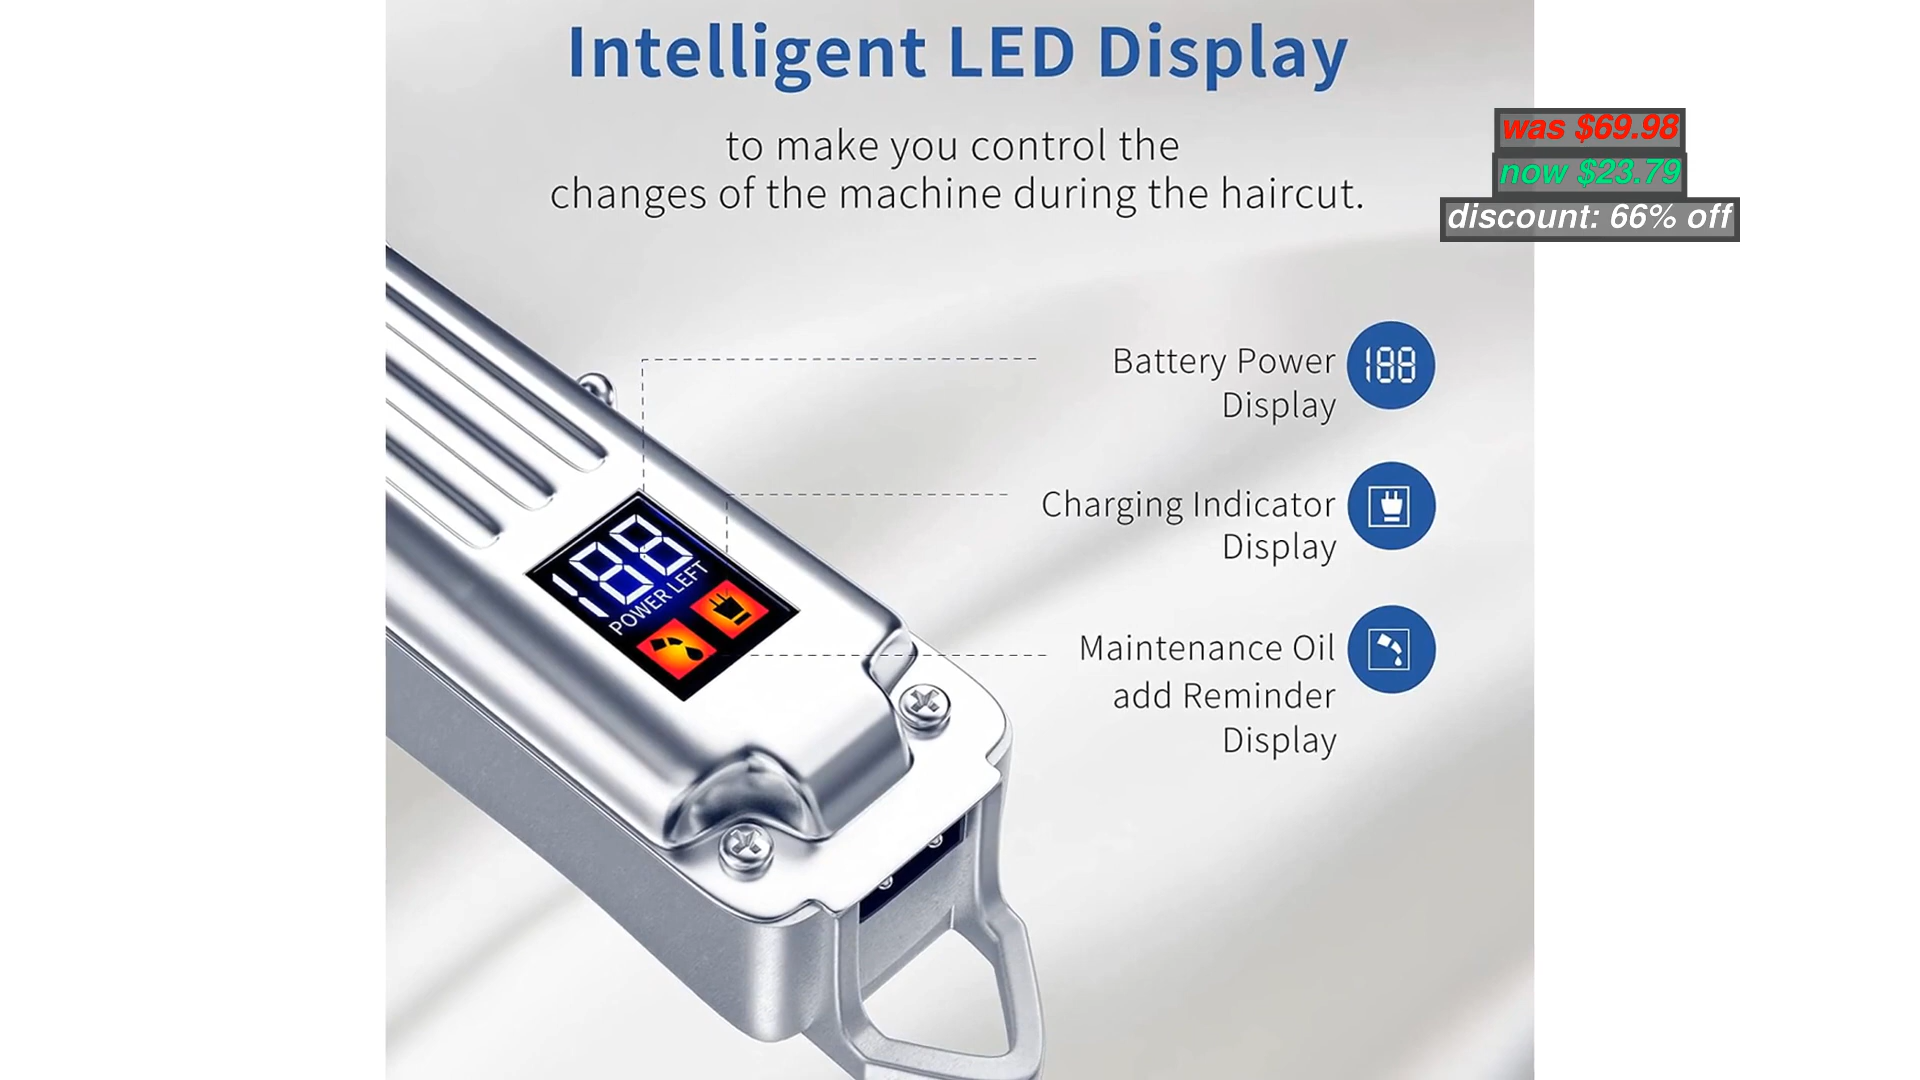 Intelligent LED Display
to make you control the
changes of the machine during the haircut.
was $69.98
now $23.79
discount: 66% off
Battery Power
Display
188
Charging Indicator
Display
Maintenance Oil
add Reminder
Display
188
POWER LEFT